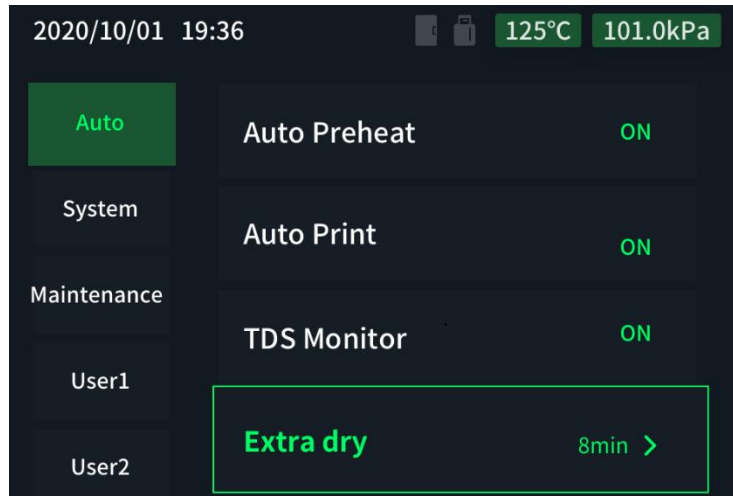 2020/10/01 19:36 125°C 101.0kPa
Auto
System
Maintenance
User1
User2
Auto Preheat ON
Auto Print ON
TDS Monitor ON
Extra dry 8min >